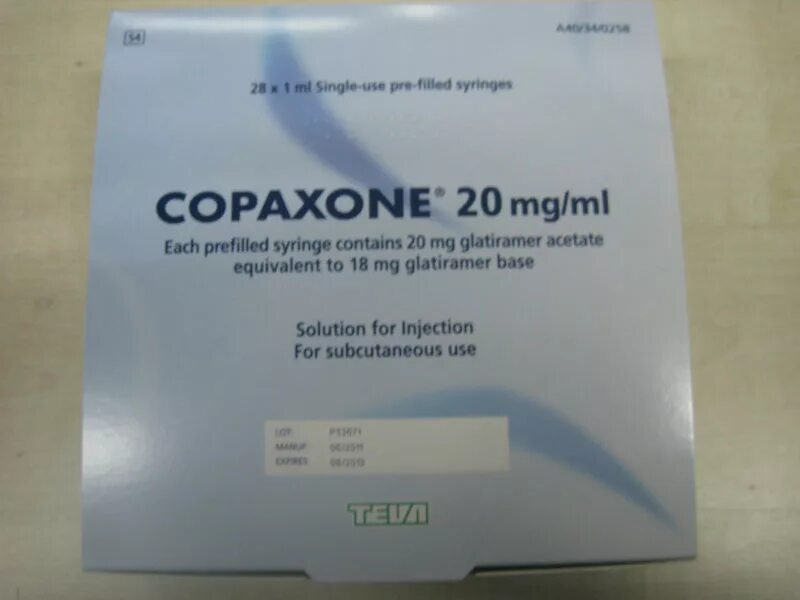 S4
A40/34/0258
28 x 1 ml Single-use pre-filled syringes
COPAXONE® 20 mg/ml
Each prefilled syringe contains 20 mg glatiramer acetate
equivalent to 18 mg glatiramer base
Solution for Injection
For subcutaneous use
LOT:
MANUF:
EXPIRES:
TEVA